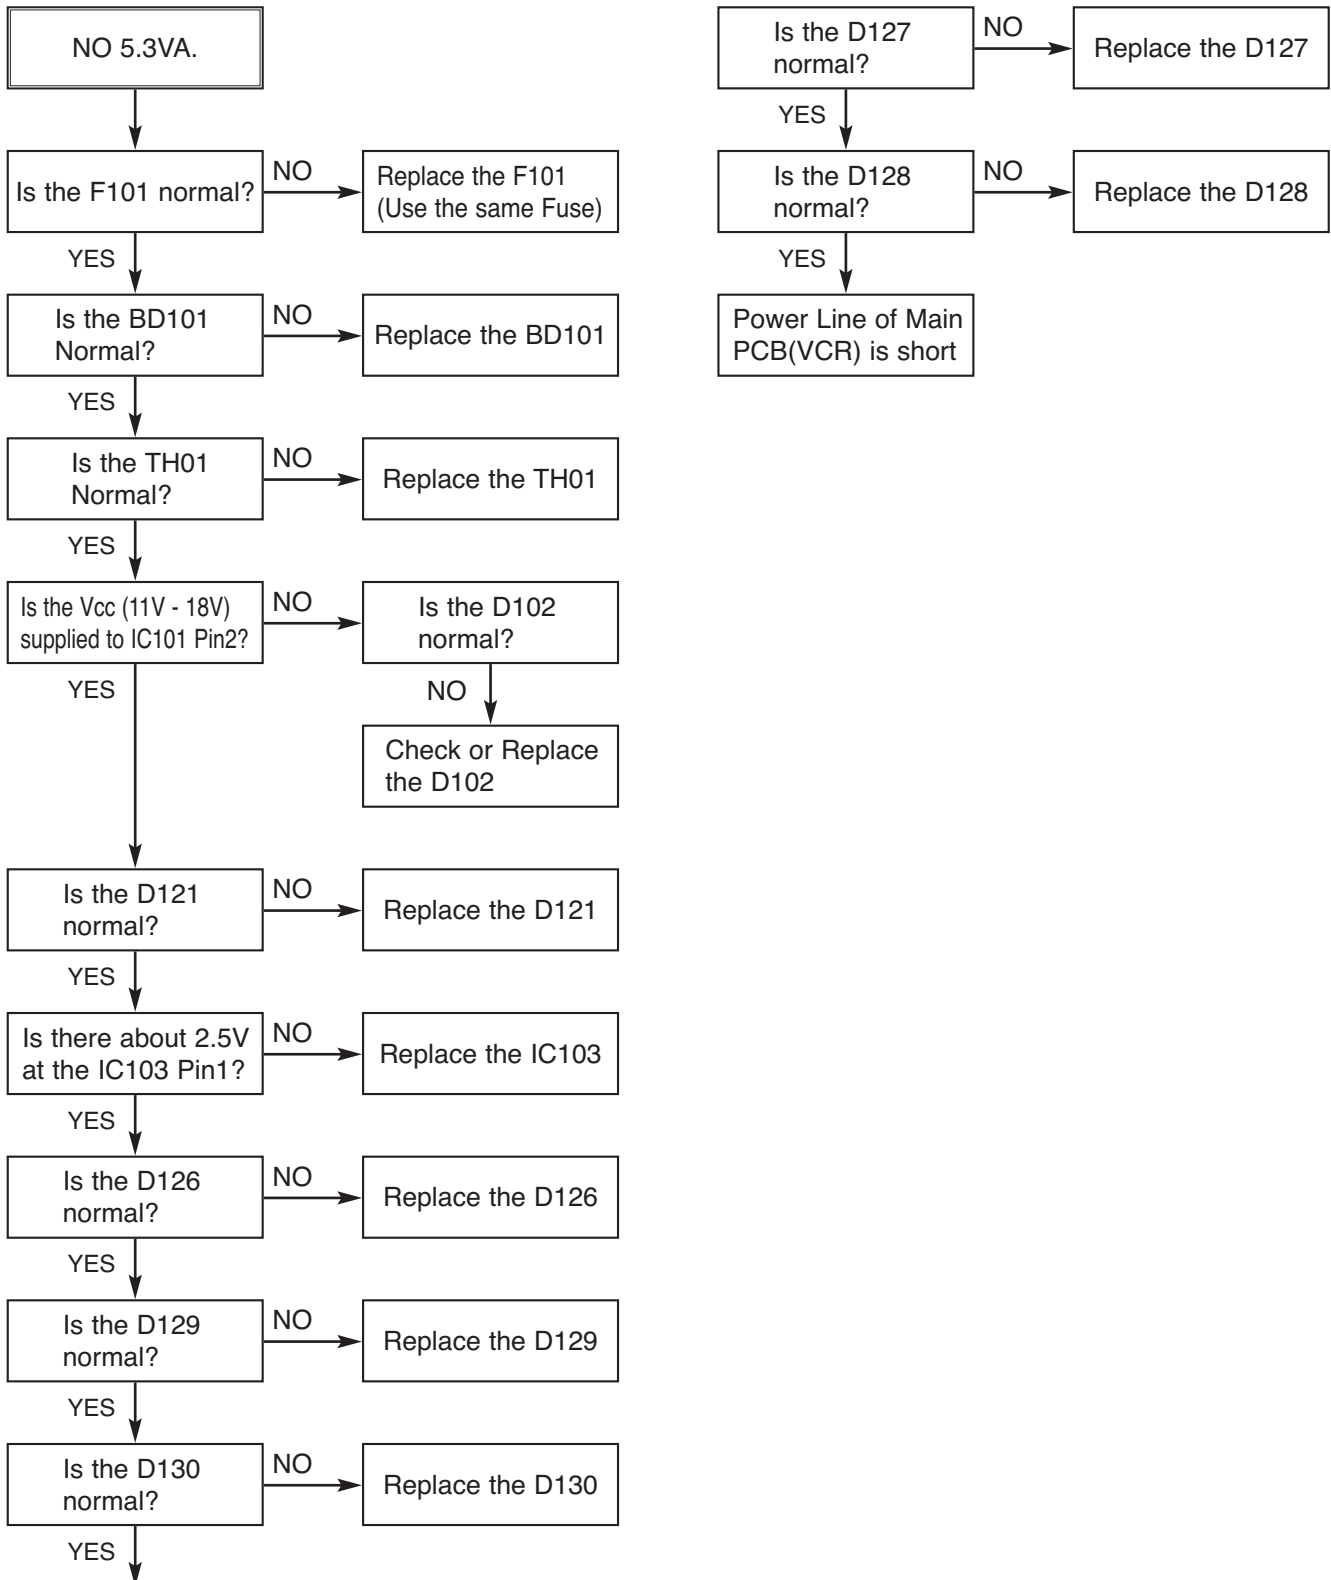 NO 5.3VA.
Is the F101 normal?
NO
Replace the F101
(Use the same Fuse)
YES
Is the BD101
Normal?
NO
Replace the BD101
YES
Is the TH01
Normal?
NO
Replace the TH01
YES
Is the Vcc (11V - 18V)
supplied to IC101 Pin2?
NO
Is the D102
normal?
YES
NO
Check or Replace
the D102
Is the D121
normal?
NO
Replace the D121
YES
Is there about 2.5V
at the IC103 Pin1?
NO
Replace the IC103
YES
Is the D126
normal?
NO
Replace the D126
YES
Is the D129
normal?
NO
Replace the D129
YES
Is the D130
normal?
NO
Replace the D130
YES
Is the D127
normal?
NO
Replace the D127
YES
Is the D128
normal?
NO
Replace the D128
YES
Power Line of Main
PCB(VCR) is short